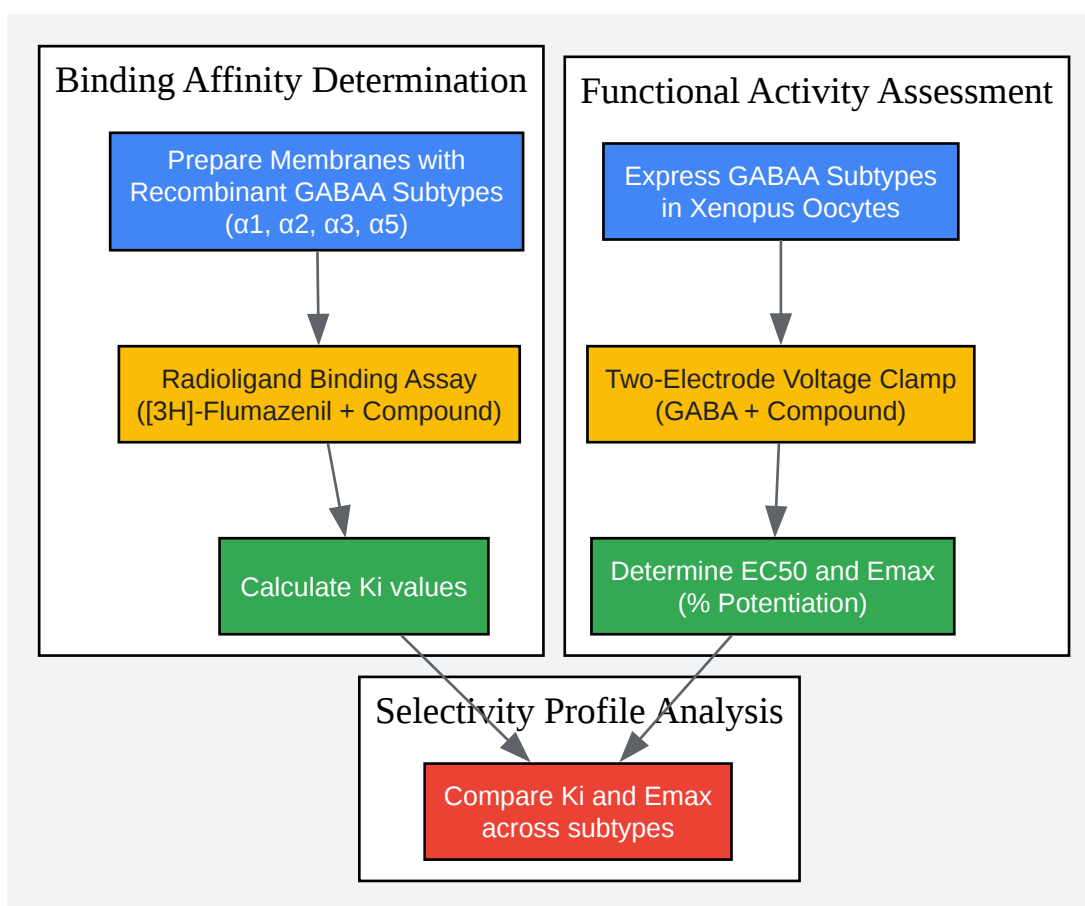 Binding Affinity Determination
Prepare Membranes with
Recombinant GABAA Subtypes
(α1, α2, α3, α5)
Radioligand Binding Assay
([3H]-Flumazenil + Compound)
Calculate Ki values
Functional Activity Assessment
Express GABAA Subtypes
in Xenopus Oocytes
Two-Electrode Voltage Clamp
(GABA + Compound)
Determine EC50 and Emax
(% Potentiation)
Selectivity Profile Analysis
Compare Ki and Emax
across subtypes